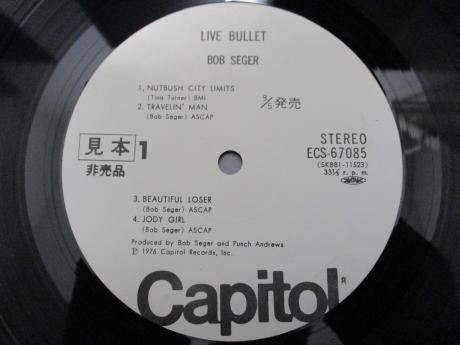 LIVE BULLET
BOB SEGER
1. NUTBUSH CITY LIMITS
(Tina Turner) BMI
2. TRAVELIN' MAN
(Bob Seger) ASCAP
9/5発売
見本 1
非売品
STEREO
ECS-67085
(SKBB1-11523)
33⅓ r. p. m.
3. BEAUTIFUL LOSER
(Bob Seger) ASCAP
4. JODY GIRL
(Bob Seger) ASCAP
Produced by Bob Seger and Punch Andrews
Ⓟ 1976 Capitol Records, Inc.
Capitol®